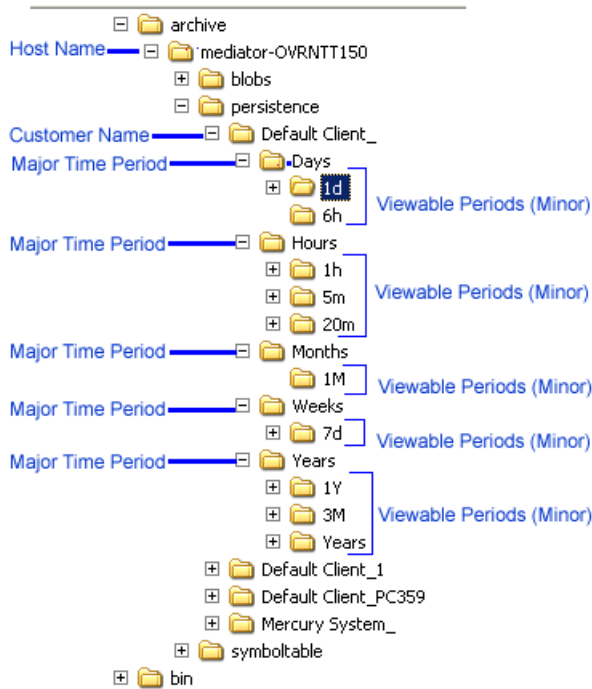 archive
Host Name mediator-OVRNTT150
blobs
persistence
Customer Name Default Client_
Major Time Period Days
1d
Viewable Periods (Minor)
6h
Major Time Period Hours
1h
5m Viewable Periods (Minor)
20m
Major Time Period Months
1M Viewable Periods (Minor)
Major Time Period Weeks
7d Viewable Periods (Minor)
Major Time Period Years
1Y
3M Viewable Periods (Minor)
Years
Default Client_1
Default Client_PC359
Mercury System_
symboltable
bin